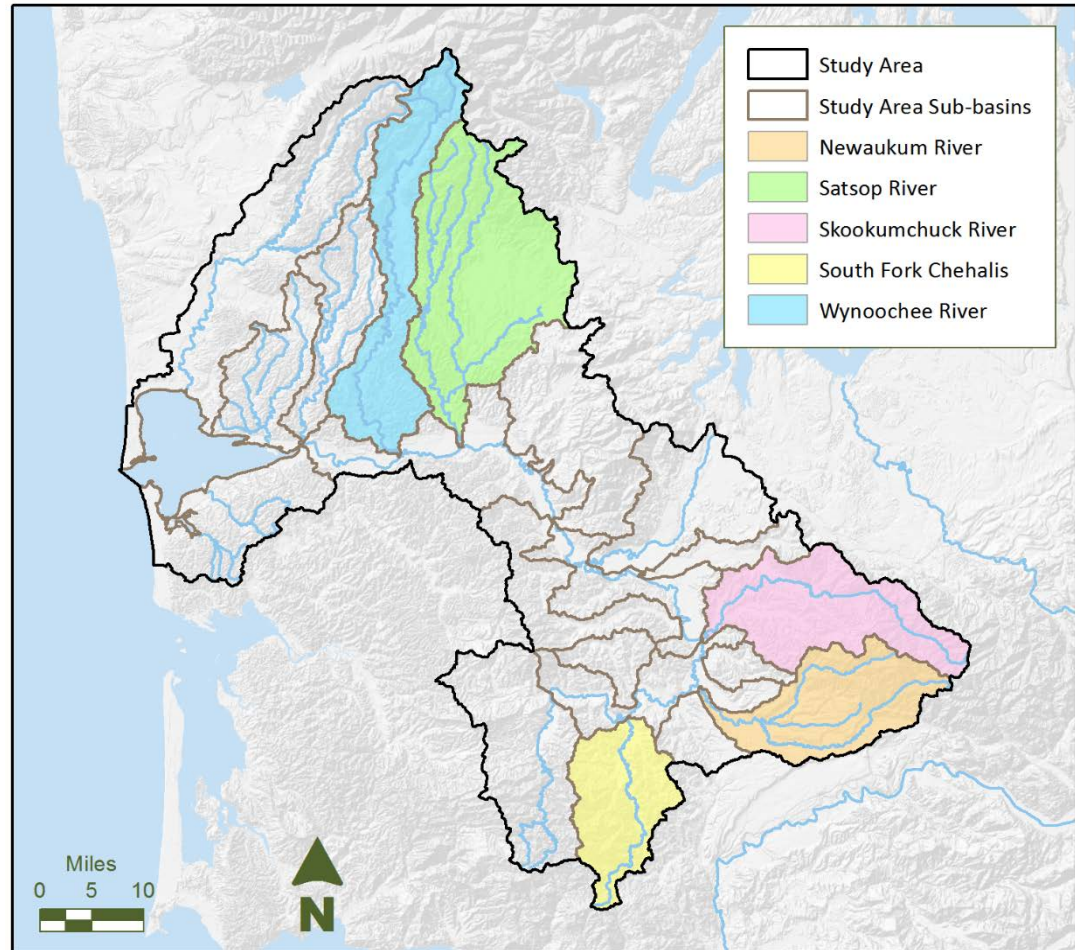 Study Area
Study Area Sub-basins
Newaukum River
Satsop River
Skookumchuck River
South Fork Chehalis
Wynoochee River
Miles
0 5 10
N